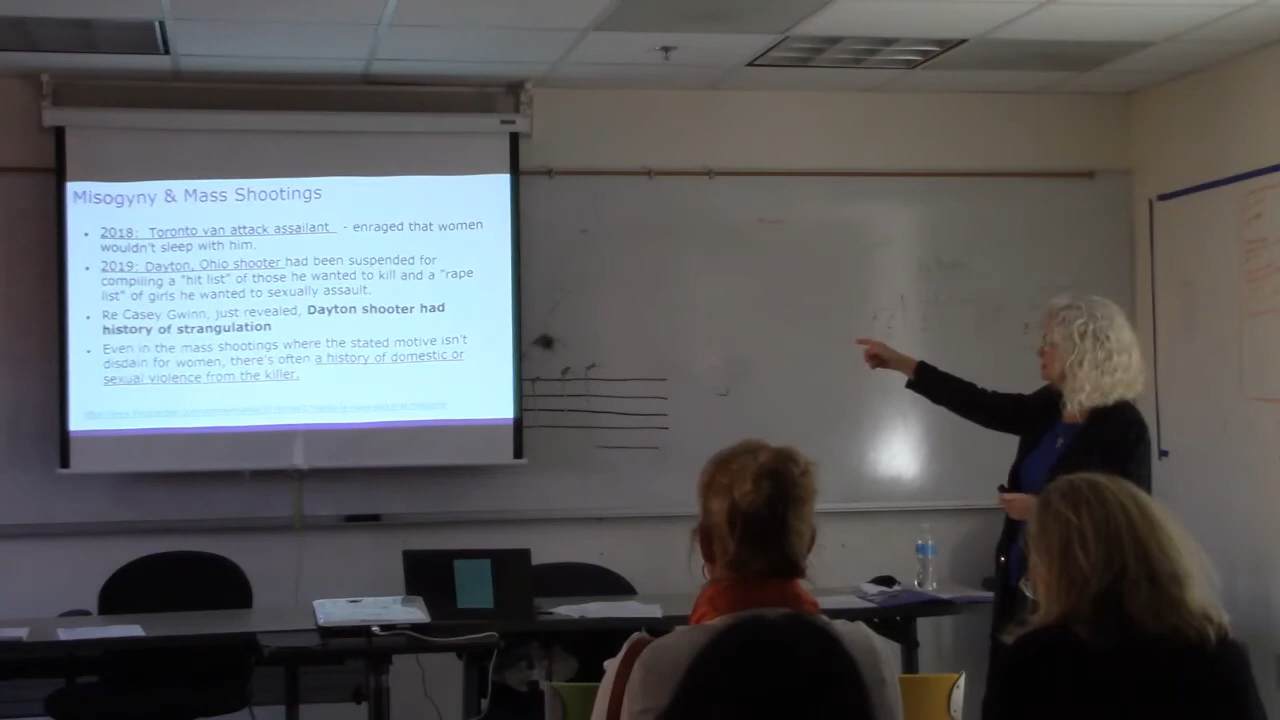 Misogyny & Mass Shootings
• 2018: Toronto van attack assailant - enraged that women
wouldn't sleep with him.
• 2019: Dayton, Ohio shooter had been suspended for
compiling a "hit list" of those he wanted to kill and a "rape
list" of girls he wanted to sexually assault.
• Re Casey Gwinn, just revealed, Dayton shooter had
history of strangulation
• Even in the mass shootings where the stated motive isn't
disdain for women, there's often a history of domestic or
sexual violence from the killer.